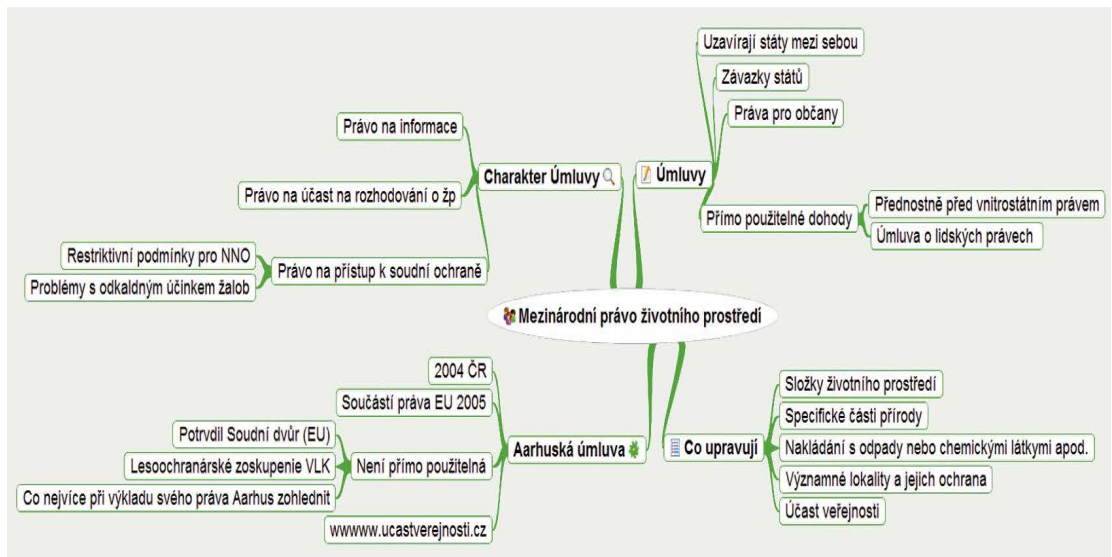 Mezinárodní právo životního prostředí
Úmluvy
Uzavírají státy mezi sebou
Závazky států
Práva pro občany
Přímo použitelné dohody
Přednostně před vnitrostátním právem
Úmluva o lidských právech
Co upravují
Složky životního prostředí
Specifické části přírody
Nakládání s odpady nebo chemickými látkymi apod.
Významné lokality a jejich ochrana
Účast veřejnosti
Charakter Úmluvy
Právo na informace
Právo na účast na rozhodování o žp
Právo na přístup k soudní ochraně
Restriktivní podmínky pro NNO
Problémy s odkaldným účinkem žalob
Aarhuská úmluva
2004 ČR
Součástí práva EU 2005
Není přímo použitelná
Potrvdil Soudní dvůr (EU)
Lesoochranárské zoskupenie VLK
Co nejvíce při výkladu svého práva Aarhus zohlednit
wwwww.ucastverejnosti.cz